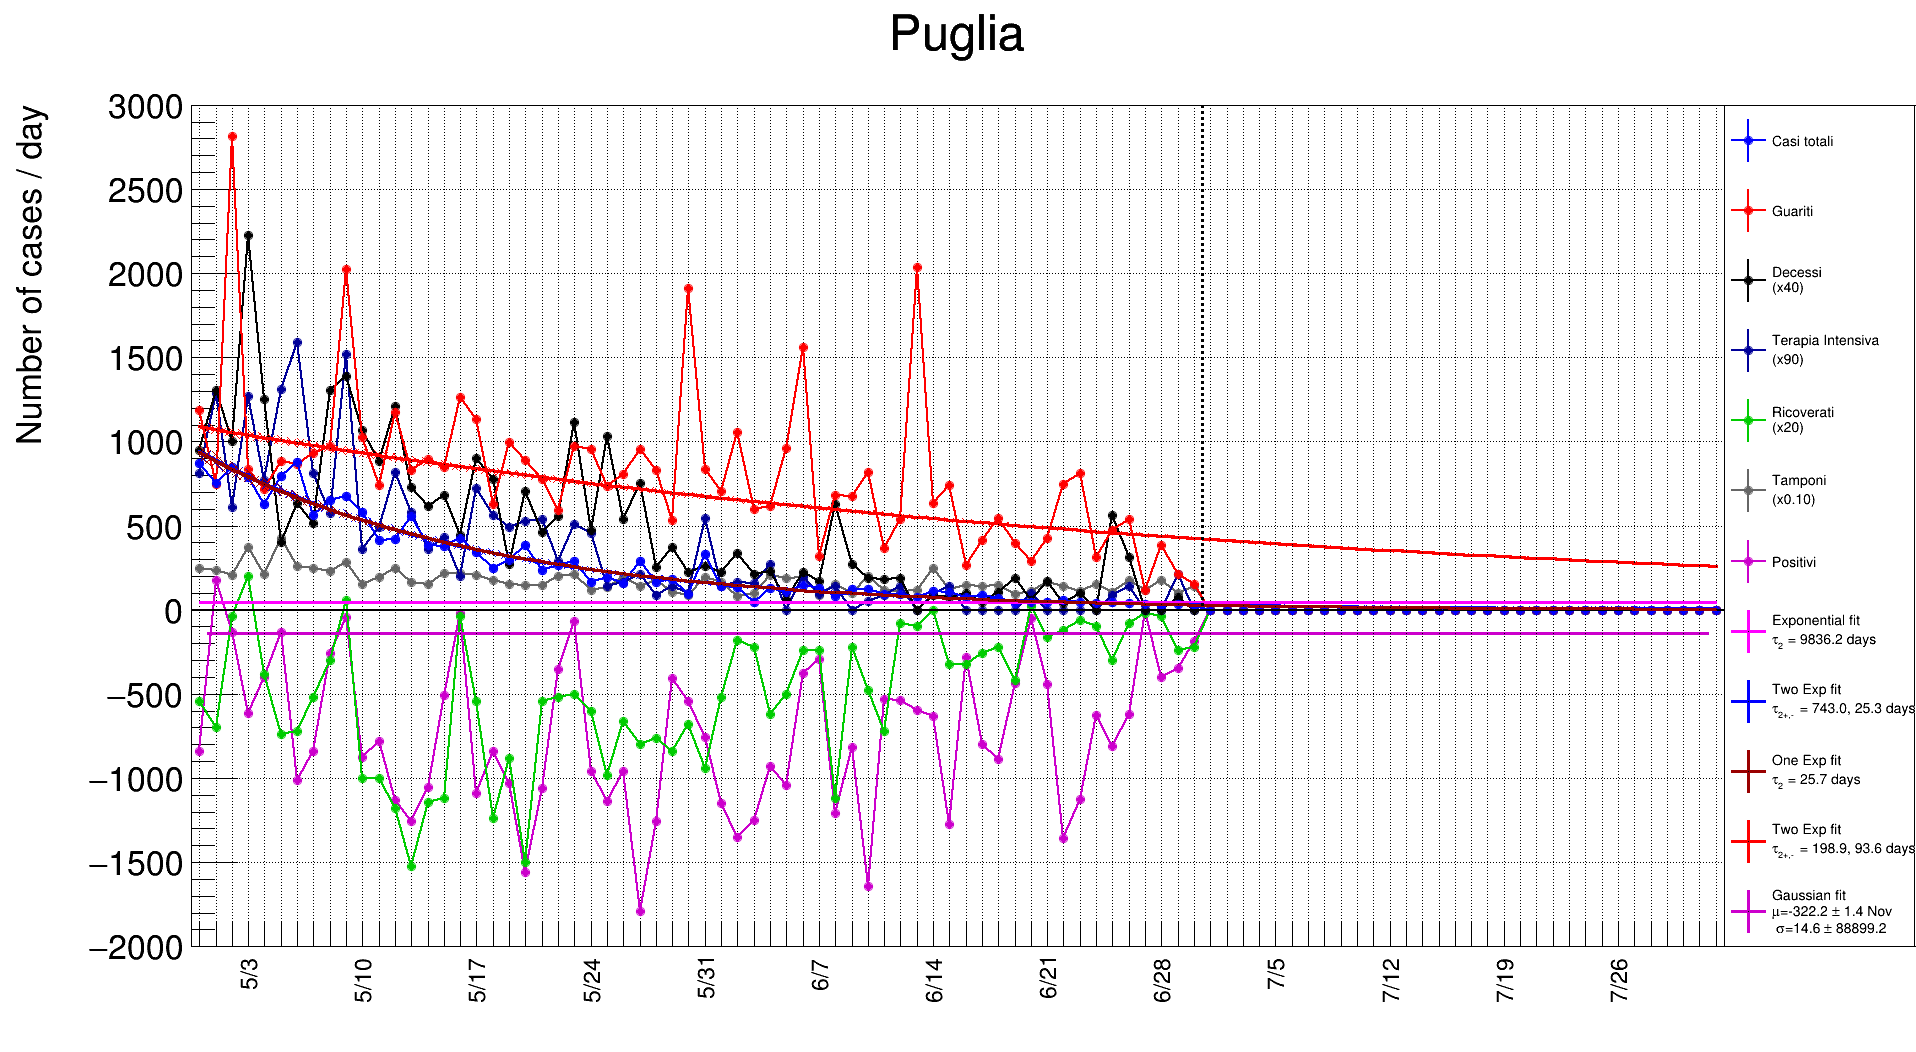 Puglia
Number of cases / day
3000
2500
2000
1500
1000
500
0
−500
−1000
−1500
−2000
5/3
5/10
5/17
5/24
5/31
6/7
6/14
6/21
6/28
7/5
7/12
7/19
7/26
Casi totali
Guariti
Decessi
(x40)
Terapia Intensiva
(x90)
Ricoverati
(x20)
Tamponi
(x0.10)
Positivi
Exponential fit
τ2 = 9836.2 days
Two Exp fit
τ2+,- = 743.0, 25.3 days
One Exp fit
τ2 = 25.7 days
Two Exp fit
τ2+,- = 198.9, 93.6 days
Gaussian fit
μ=-322.2 ± 1.4 Nov
σ=14.6 ± 88899.2